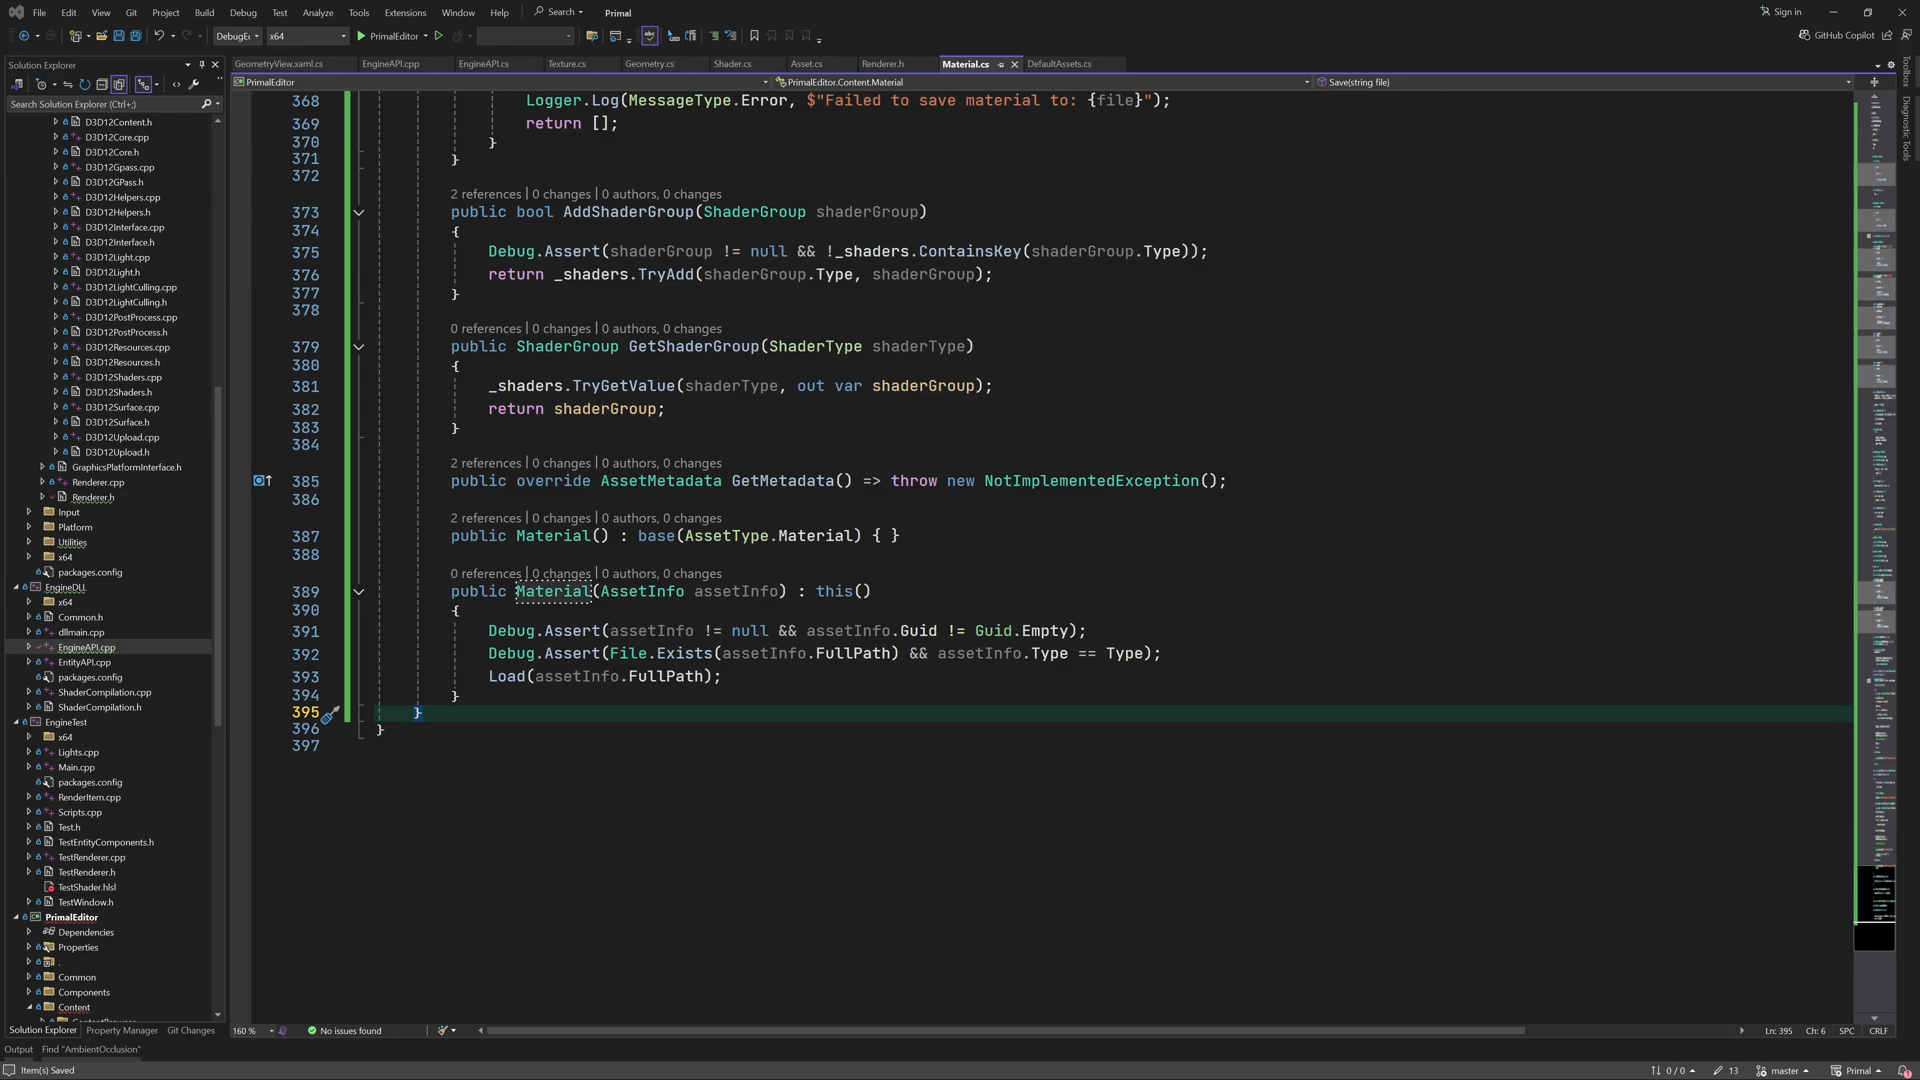 File Edit View Git Project Build Debug Test Analyze Tools Extensions Window Help Search Primal Sign in
DebugEc x64 PrimalEditor GitHub Copilot
Solution Explorer
GeometryView.xaml.cs EngineAPI.cpp EngineAPI.cs Texture.cs Geometry.cs Shader.cs Asset.cs Renderer.h Material.cs DefaultAssets.cs
PrimalEditor PrimalEditor.Content.Material Save(string file)
Search Solution Explorer (Ctrl+;)
D3D12Content.h
D3D12Core.cpp
D3D12Core.h
D3D12Gpass.cpp
D3D12GPass.h
D3D12Helpers.cpp
D3D12Helpers.h
D3D12Interface.cpp
D3D12Interface.h
D3D12Light.cpp
D3D12Light.h
D3D12LightCulling.cpp
D3D12LightCulling.h
D3D12PostProcess.cpp
D3D12PostProcess.h
D3D12Resources.cpp
D3D12Resources.h
D3D12Shaders.cpp
D3D12Shaders.h
D3D12Surface.cpp
D3D12Surface.h
D3D12Upload.cpp
D3D12Upload.h
GraphicsPlatformInterface.h
Renderer.cpp
Renderer.h
Input
Platform
Utilities
x64
packages.config
EngineDLL
x64
Common.h
dllmain.cpp
EngineAPI.cpp
EntityAPI.cpp
packages.config
ShaderCompilation.cpp
ShaderCompilation.h
EngineTest
x64
Lights.cpp
Main.cpp
packages.config
RenderItem.cpp
Scripts.cpp
Test.h
TestEntityComponents.h
TestRenderer.cpp
TestRenderer.h
TestShader.hlsl
TestWindow.h
PrimalEditor
Dependencies
Properties
.
Common
Components
Content
Solution Explorer Property Manager Git Changes
368 Logger.Log(MessageType.Error, $"Failed to save material to: {file}");
369 return [];
370 }
371 }
372
2 references | 0 changes | 0 authors, 0 changes
373 public bool AddShaderGroup(ShaderGroup shaderGroup)
374 {
375 Debug.Assert(shaderGroup != null && !_shaders.ContainsKey(shaderGroup.Type));
376 return _shaders.TryAdd(shaderGroup.Type, shaderGroup);
377 }
378
0 references | 0 changes | 0 authors, 0 changes
379 public ShaderGroup GetShaderGroup(ShaderType shaderType)
380 {
381 _shaders.TryGetValue(shaderType, out var shaderGroup);
382 return shaderGroup;
383 }
384
2 references | 0 changes | 0 authors, 0 changes
385 public override AssetMetadata GetMetadata() => throw new NotImplementedException();
386
2 references | 0 changes | 0 authors, 0 changes
387 public Material() : base(AssetType.Material) { }
388
0 references | 0 changes | 0 authors, 0 changes
389 public Material(AssetInfo assetInfo) : this()
390 {
391 Debug.Assert(assetInfo != null && assetInfo.Guid != Guid.Empty);
392 Debug.Assert(File.Exists(assetInfo.FullPath) && assetInfo.Type == Type);
393 Load(assetInfo.FullPath);
394 }
395 }
396 }
397
Toolbox
Diagnostic Tools
160 % No issues found Ln: 395 Ch: 6 SPC CRLF
Output Find "AmbientOcclusion"
Item(s) Saved 0 / 0 13 master Primal